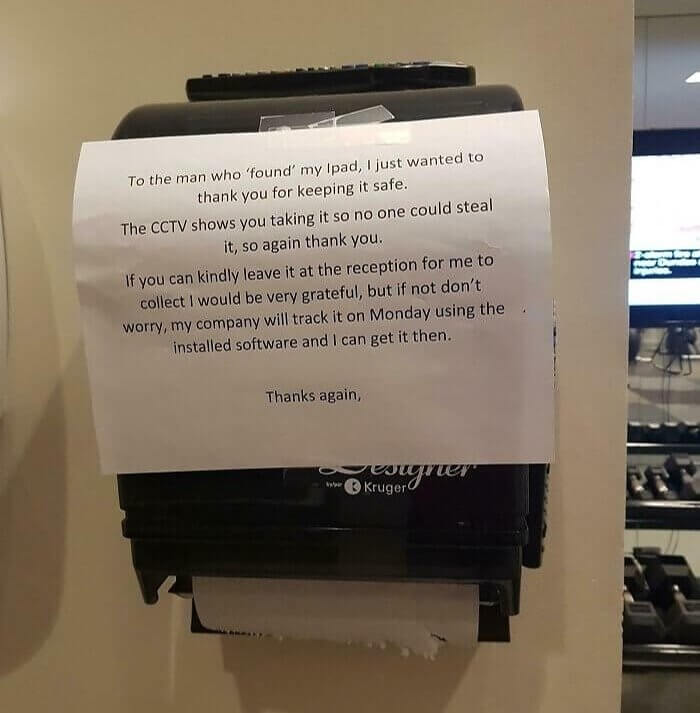 To the man who 'found' my Ipad, I just wanted to
thank you for keeping it safe.
The CCTV shows you taking it so no one could steal
it, so again thank you.
If you can kindly leave it at the reception for me to
collect I would be very grateful, but if not don't
worry, my company will track it on Monday using the
installed software and I can get it then.
Thanks again,
Designer
Kruger